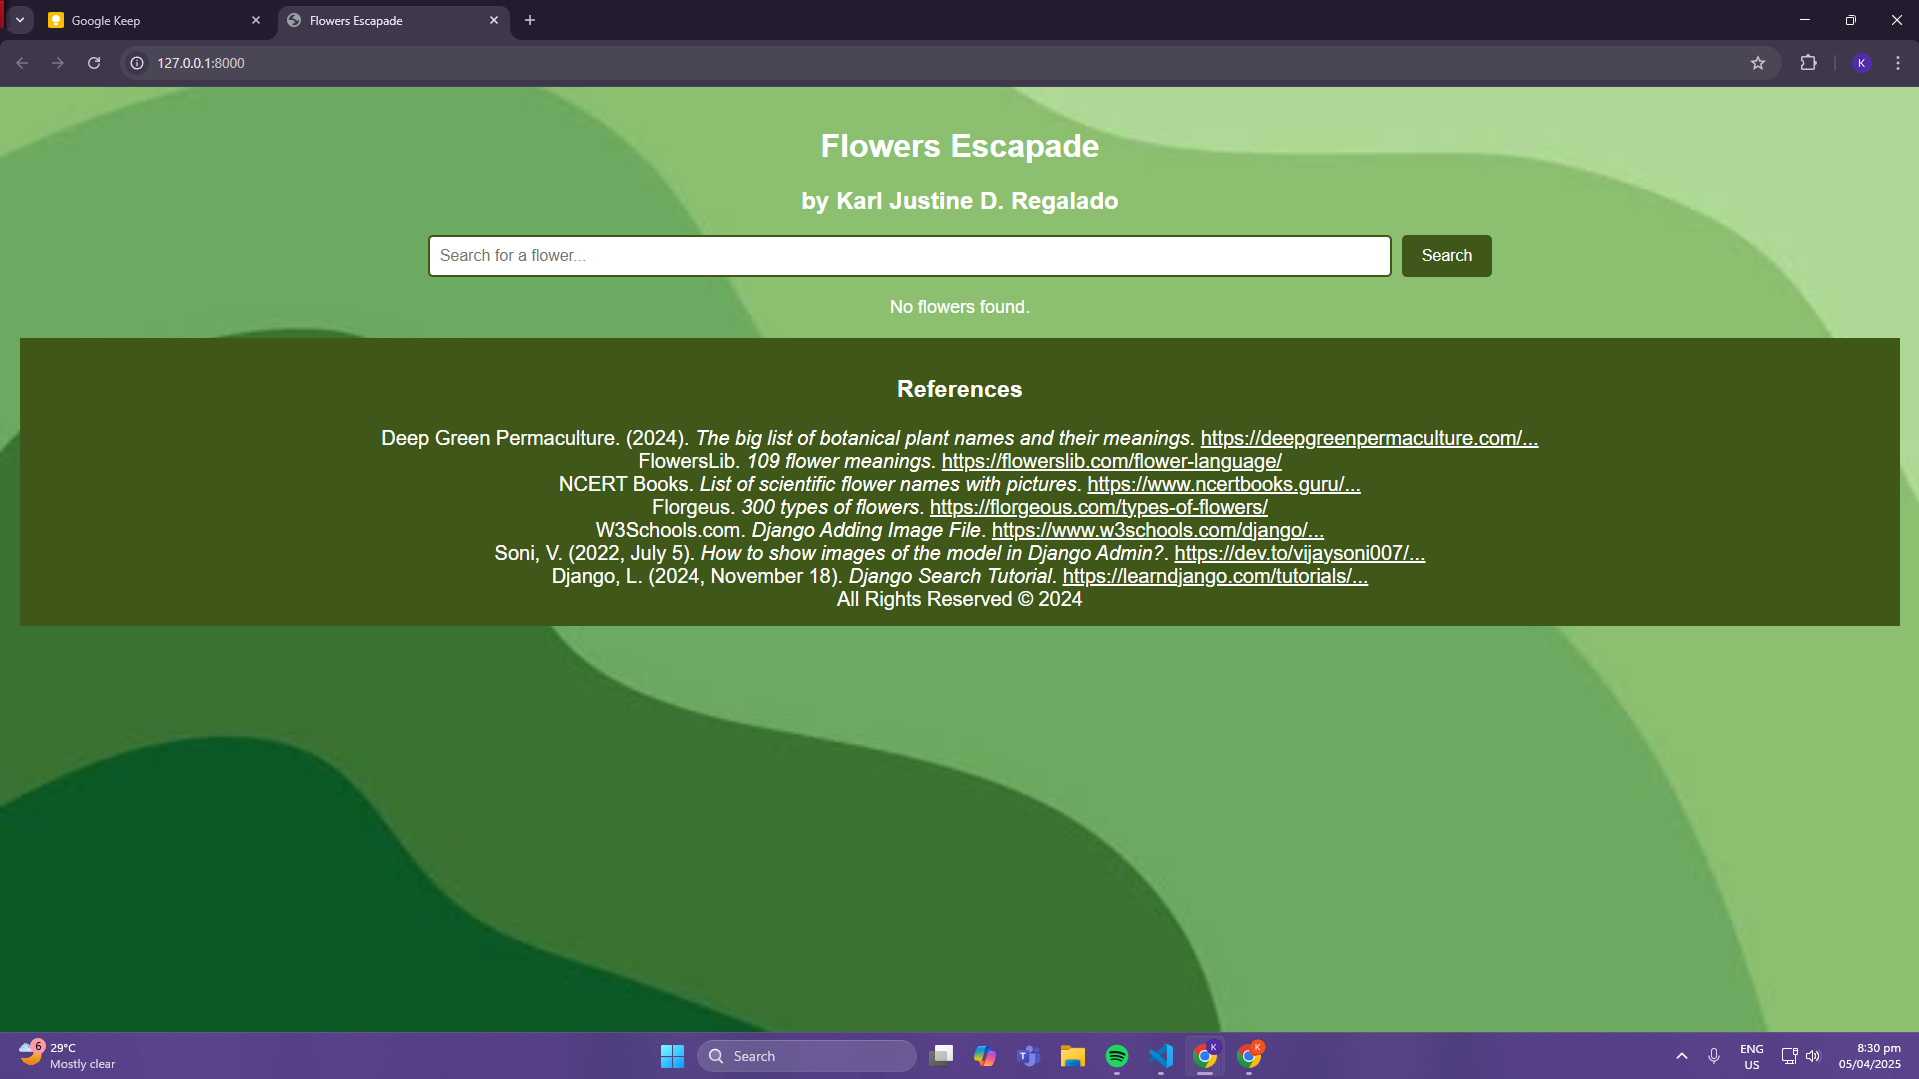 Google Keep
Flowers Escapade
127.0.0.1:8000
K
Flowers Escapade
by Karl Justine D. Regalado
Search for a flower...
Search
No flowers found.
References
Deep Green Permaculture. (2024). The big list of botanical plant names and their meanings. https://deepgreenpermaculture.com/...
FlowersLib. 109 flower meanings. https://flowerslib.com/flower-language/
NCERT Books. List of scientific flower names with pictures. https://www.ncertbooks.guru/...
Florgeus. 300 types of flowers. https://florgeous.com/types-of-flowers/
W3Schools.com. Django Adding Image File. https://www.w3schools.com/django/...
Soni, V. (2022, July 5). How to show images of the model in Django Admin?. https://dev.to/vijaysoni007/...
Django, L. (2024, November 18). Django Search Tutorial. https://learndjango.com/tutorials/...
All Rights Reserved © 2024
6
29°C
Mostly clear
Search
T
K
K
ENG
US
8:30 pm
05/04/2025